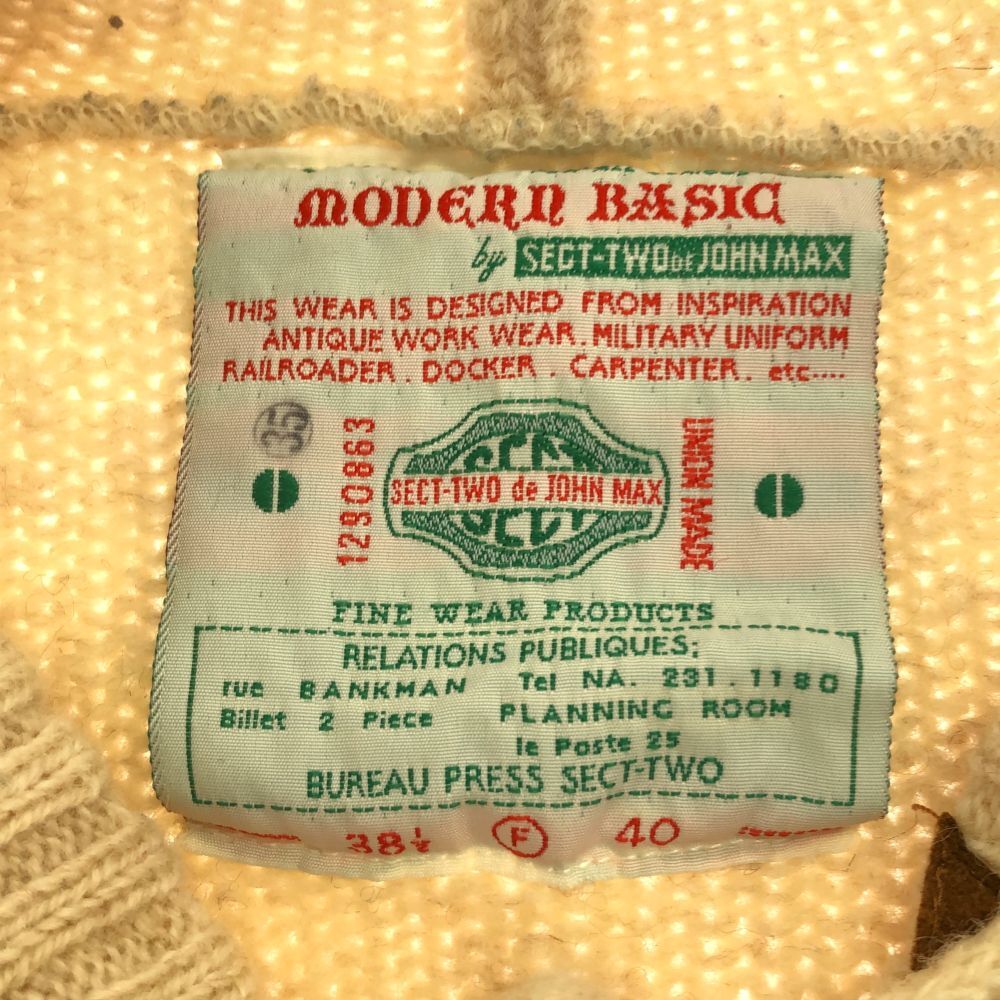 MODERN BASIC
by SECT-TWO DE JOHN MAX
THIS WEAR IS DESIGNED FROM INSPIRATION
ANTIQUE WORK WEAR. MILITARY UNIFORM
RAILROADER . DOCKER . CARPENTER. etc....
35
1290863
SECT
SECT-TWO de JOHN MAX
SECT
UNION MADE
FINE WEAR PRODUCTS
RELATIONS PUBLIQUES;
rue BANKMAN Tel NA. 231.1180
Billet 2 Piece PLANNING ROOM
le Poste 25
BUREAU PRESS SECT-TWO
38½ F 40